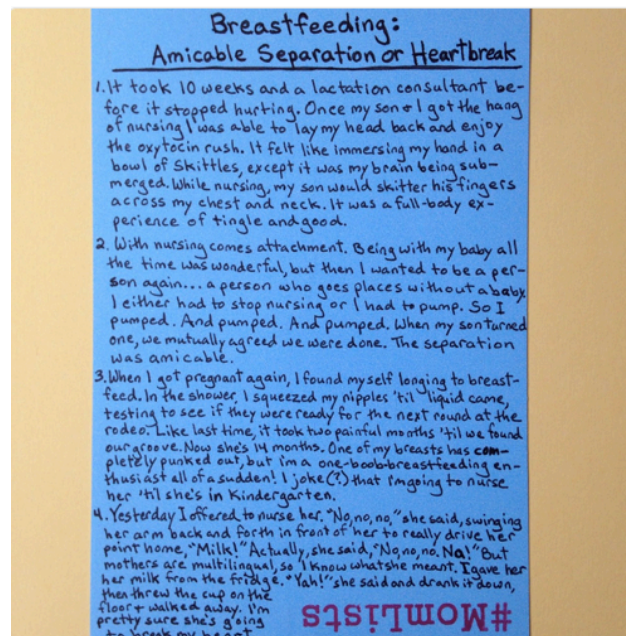 Breastfeeding:
Amicable Separation or Heartbreak
1. It took 10 weeks and a lactation consultant be-
fore it stopped hurting. Once my son + I got the hang
of nursing I was able to lay my head back and enjoy
the oxytocin rush. It felt like immersing my hand in a
bowl of Skittles, except it was my brain being sub-
merged. While nursing, my son would skitter his fingers
across my chest and neck. It was a full-body ex-
perience of tingle and good.
2. With nursing comes attachment. Being with my baby all
the time was wonderful, but then I wanted to be a per-
son again... a person who goes places without a baby.
I either had to stop nursing or I had to pump. So I
pumped. And pumped. And pumped. When my son turned
one, we mutually agreed we were done. The separation
was amicable.
3. When I got pregnant again, I found myself longing to breast-
feed. In the shower, I squeezed my nipples 'til liquid came,
testing to see if they were ready for the next round at the
rodeo. Like last time, it took two painful months 'til we found
our groove. Now she's 14 months. One of my breasts has com-
pletely punked out, but i'm a one-boob-breastfeeding en-
thusiast all of a sudden! I joke(?) that i'm going to nurse
her 'til she's in Kindergarten.
4. Yesterday I offered to nurse her. "No, no, no," she said, swinging
her arm back and forth in front of her to really drive her
point home, "Milk!" Actually, she said, "No, no, no. Na!" But
mothers are multilingual, so I know what she meant. I gave her
her milk from the fridge. "Yah!" she said and drank it down,
then threw the cup on the
floor + walked away. I'm
pretty sure she's going
to break my heart
#MomLists